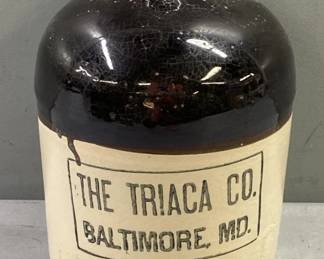 THE TRIACA CO.
BALTIMORE, MD.